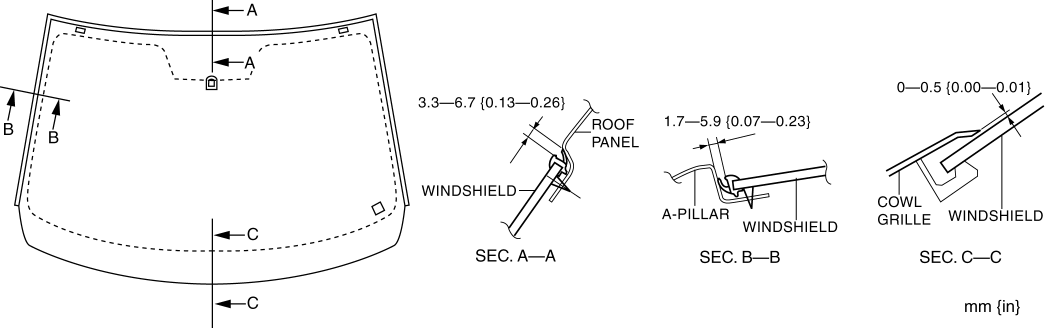 A
A
B
B
C
C
3.3—6.7 {0.13—0.26}
ROOF
PANEL
WINDSHIELD
SEC. A—A
1.7—5.9 {0.07—0.23}
A-PILLAR
WINDSHIELD
SEC. B—B
0—0.5 {0.00—0.01}
COWL
GRILLE
WINDSHIELD
SEC. C—C
mm {in}